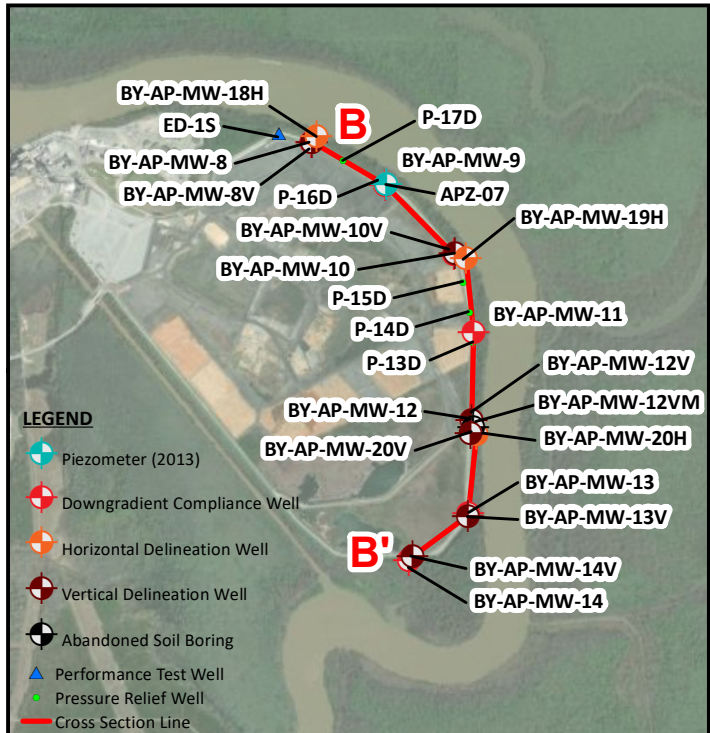 BY-AP-MW-18H
ED-1S
B
P-17D
BY-AP-MW-8
BY-AP-MW-9
BY-AP-MW-8V
P-16D
APZ-07
BY-AP-MW-10V
BY-AP-MW-19H
BY-AP-MW-10
P-15D
P-14D
BY-AP-MW-11
P-13D
BY-AP-MW-12V
BY-AP-MW-12
BY-AP-MW-12VM
BY-AP-MW-20V
BY-AP-MW-20H
BY-AP-MW-13
BY-AP-MW-13V
B'
BY-AP-MW-14V
BY-AP-MW-14
LEGEND
Piezometer (2013)
Downgradient Compliance Well
Horizontal Delineation Well
Vertical Delineation Well
Abandoned Soil Boring
Performance Test Well
Pressure Relief Well
Cross Section Line